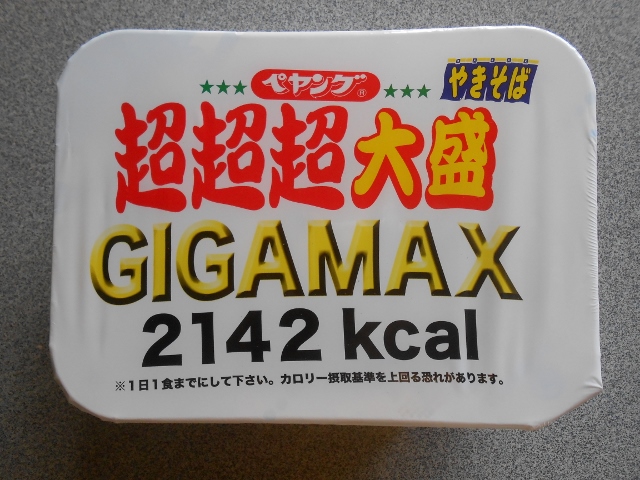 ペヤング®
やきそば
超超超大盛
GIGAMAX
2142 kcal
※1日1食までにして下さい。カロリー摂取基準を上回る恐れがあります。